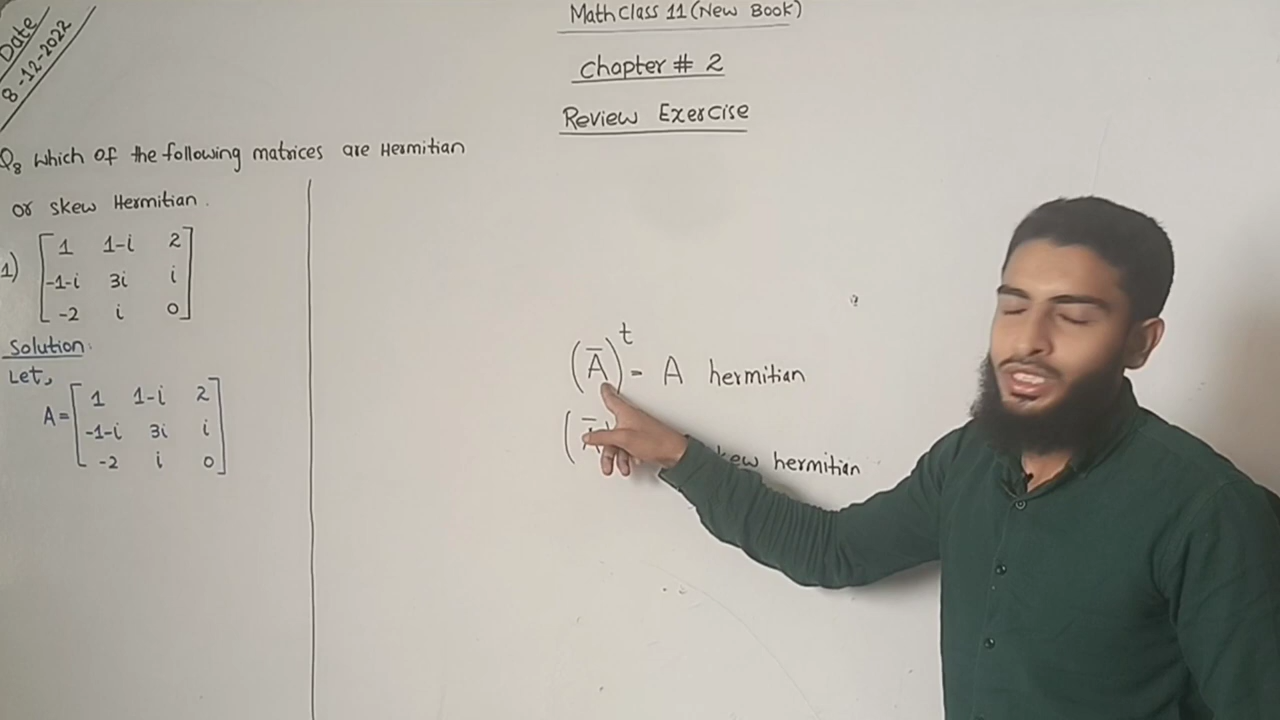 Date
8-12-2022
Math Class 11 (New Book)
Chapter # 2
Review Exercise
Q8 which of the following matrices are Hermitian
or skew Hermitian.
1) [1 1-i 2
-1-i 3i i
-2 i 0]
Solution:
Let,
A = [1 1-i 2
-1-i 3i i
-2 i 0]
(Ā)ᵗ = A hermitian
(Ā) hermitian